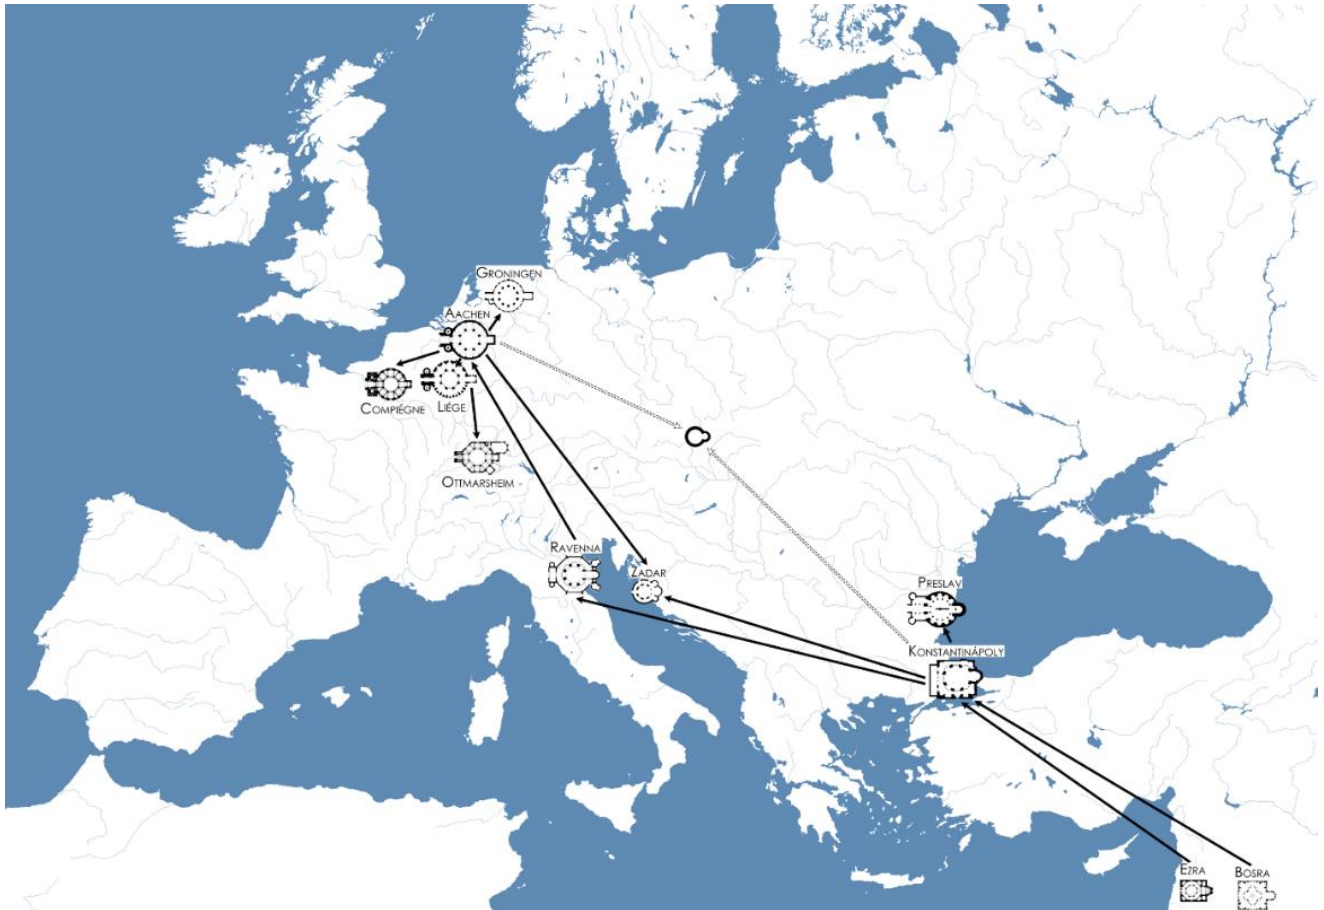 Groningen
Aachen
Compiégne
Liége
Ottmarsheim
Ravenna
Zadar
Preslav
Konstantinápoly
Ezra
Bosra